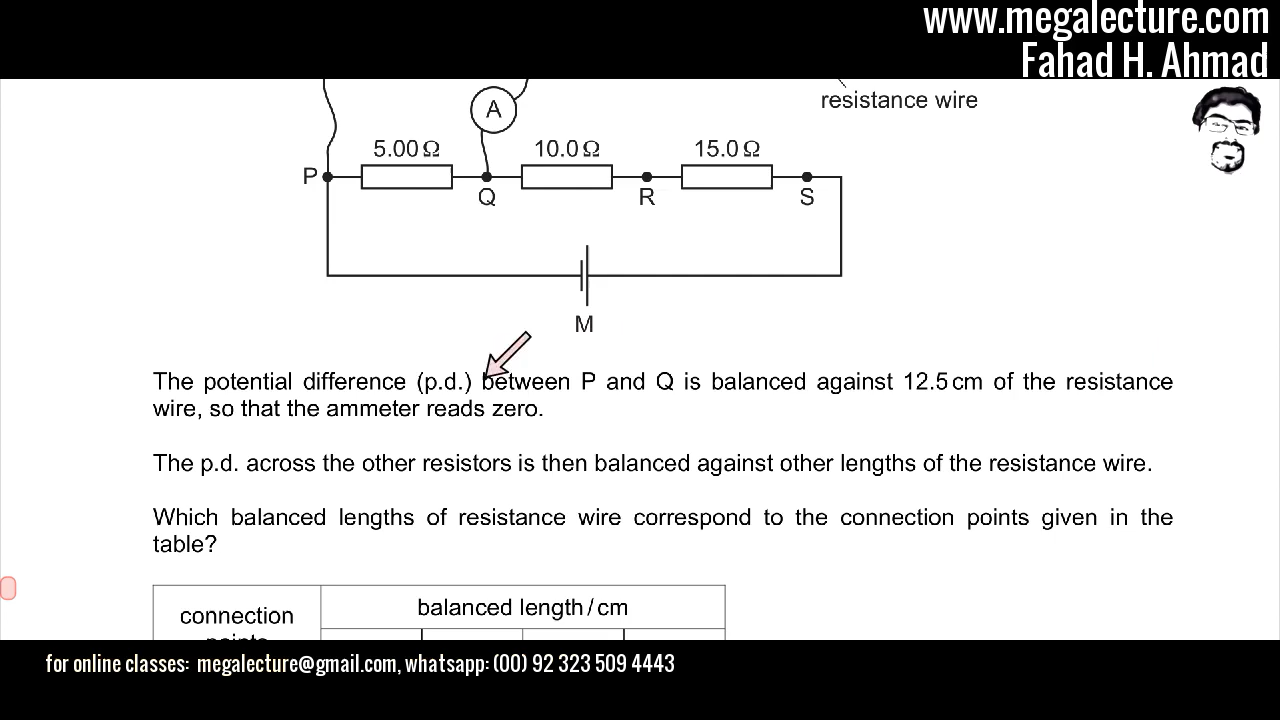 www.megalecture.com
Fahad H. Ahmad
resistance wire
A
5.00 Ω
10.0 Ω
15.0 Ω
P
Q
R
S
M
The potential difference (p.d.) between P and Q is balanced against 12.5 cm of the resistance
wire, so that the ammeter reads zero.
The p.d. across the other resistors is then balanced against other lengths of the resistance wire.
Which balanced lengths of resistance wire correspond to the connection points given in the
table?
balanced length / cm
connection
points
for online classes: megalecture@gmail.com, whatsapp: (00) 92 323 509 4443